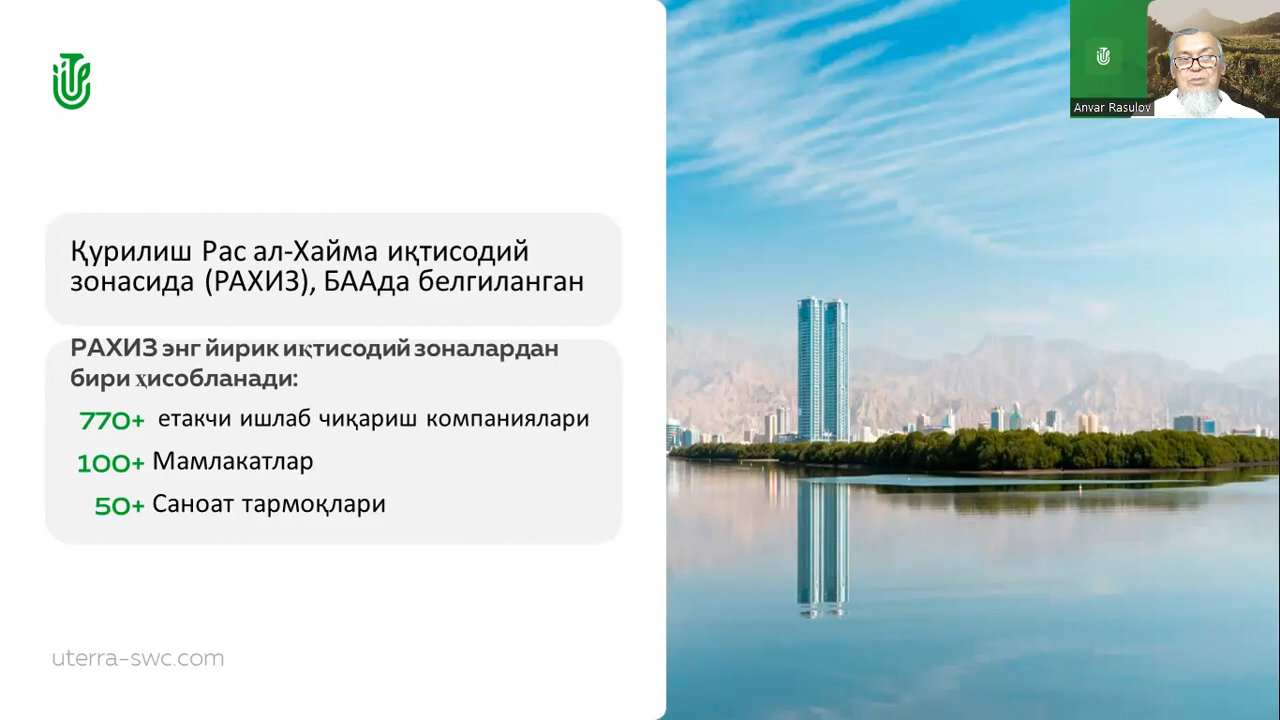 Anvar Rasulov
Қурилиш Рас ал-Хайма иқтисодий
зонасида (РАХИЗ), БААда белгиланган
РАХИЗ энг йирик иқтисодий зоналардан
бири ҳисобланади:
770+ етакчи ишлаб чиқариш компаниялари
100+ Мамлакатлар
50+ Саноат тармоқлари
uterra-swc.com